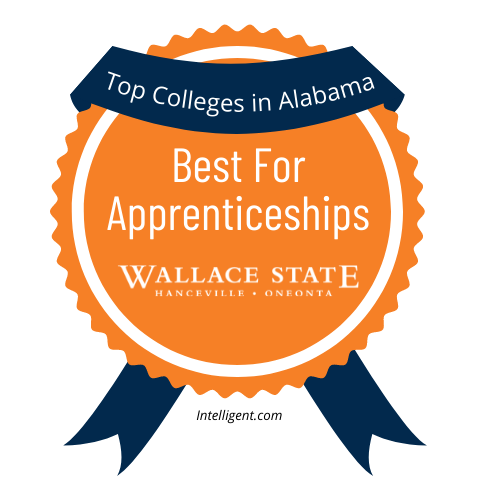 Top Colleges in Alabama
Best For
Apprenticeships
WALLACE STATE
HANCEVILLE • ONEONTA
Intelligent.com